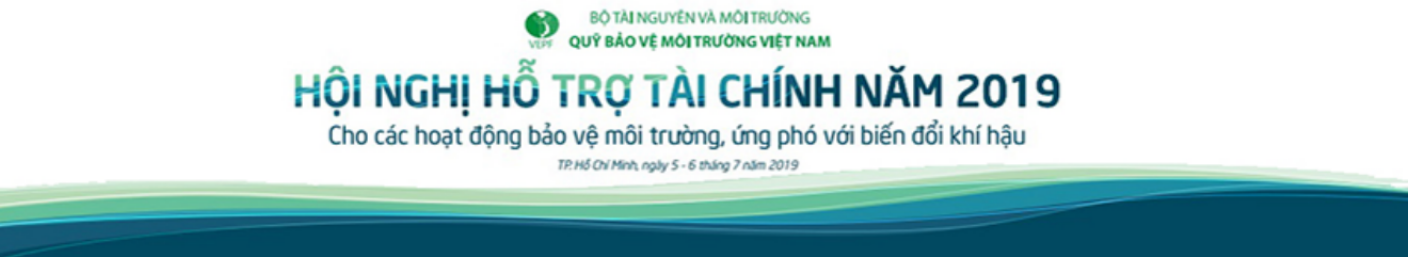 BỘ TÀI NGUYÊN VÀ MÔI TRƯỜNG
VEPF
QUỸ BẢO VỆ MÔI TRƯỜNG VIỆT NAM
HỘI NGHỊ HỖ TRỢ TÀI CHÍNH NĂM 2019
Cho các hoạt động bảo vệ môi trường, ứng phó với biến đổi khí hậu
TP. Hồ Chí Minh, ngày 5 - 6 tháng 7 năm 2019